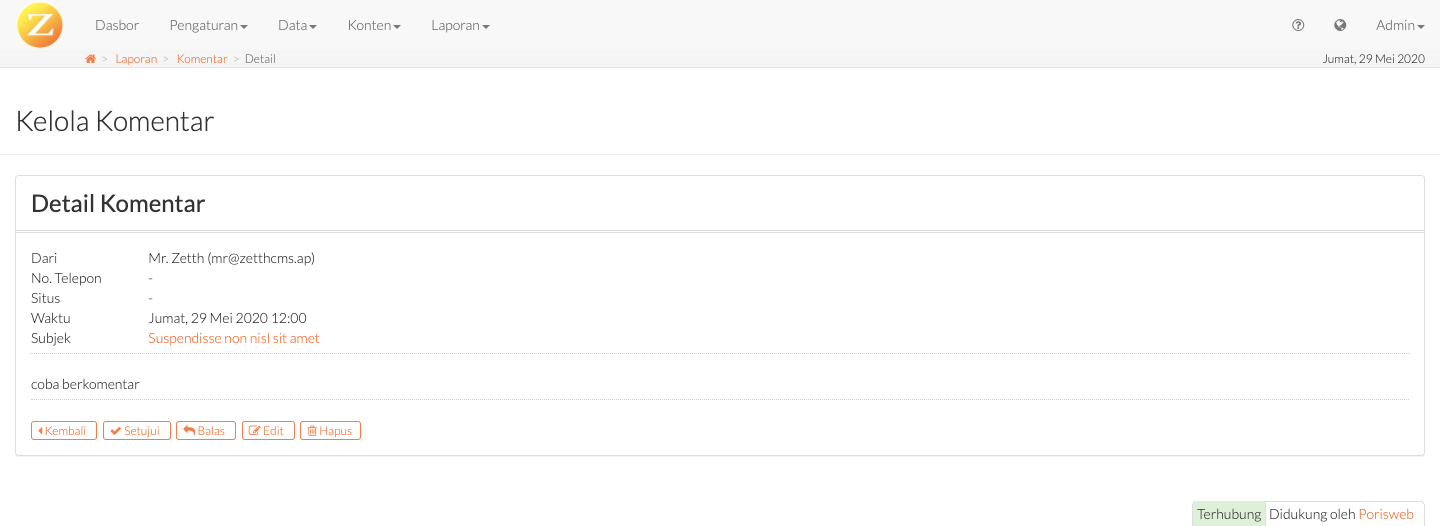 Z Dasbor Pengaturan Data Konten Laporan Admin
> Laporan > Komentar > Detail Jumat, 29 Mei 2020
Kelola Komentar
Detail Komentar
Dari Mr. Zetth (mr@zetthcms.ap)
No. Telepon -
Situs -
Waktu Jumat, 29 Mei 2020 12:00
Subjek Suspendisse non nisl sit amet
coba berkomentar
Kembali Setujui Balas Edit Hapus
Terhubung Didukung oleh Porisweb